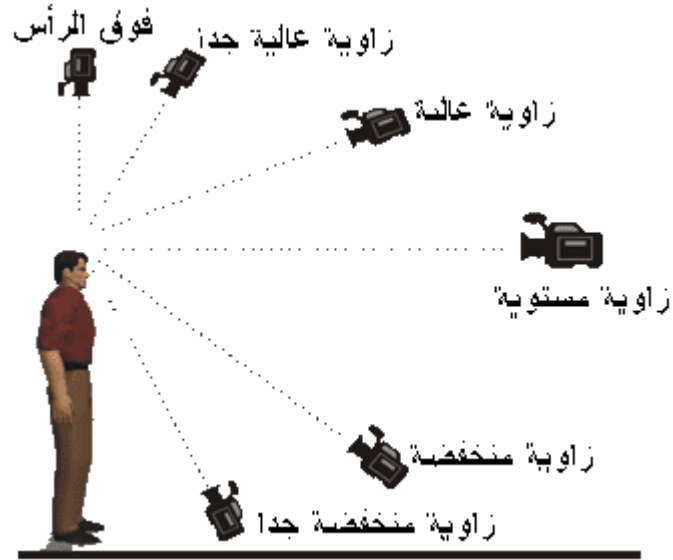 فوق الرأس
زاوية عالية جدا
زاوية عالية
زاوية مستوية
زاوية منخفضة
زاوية منخفضة جدا